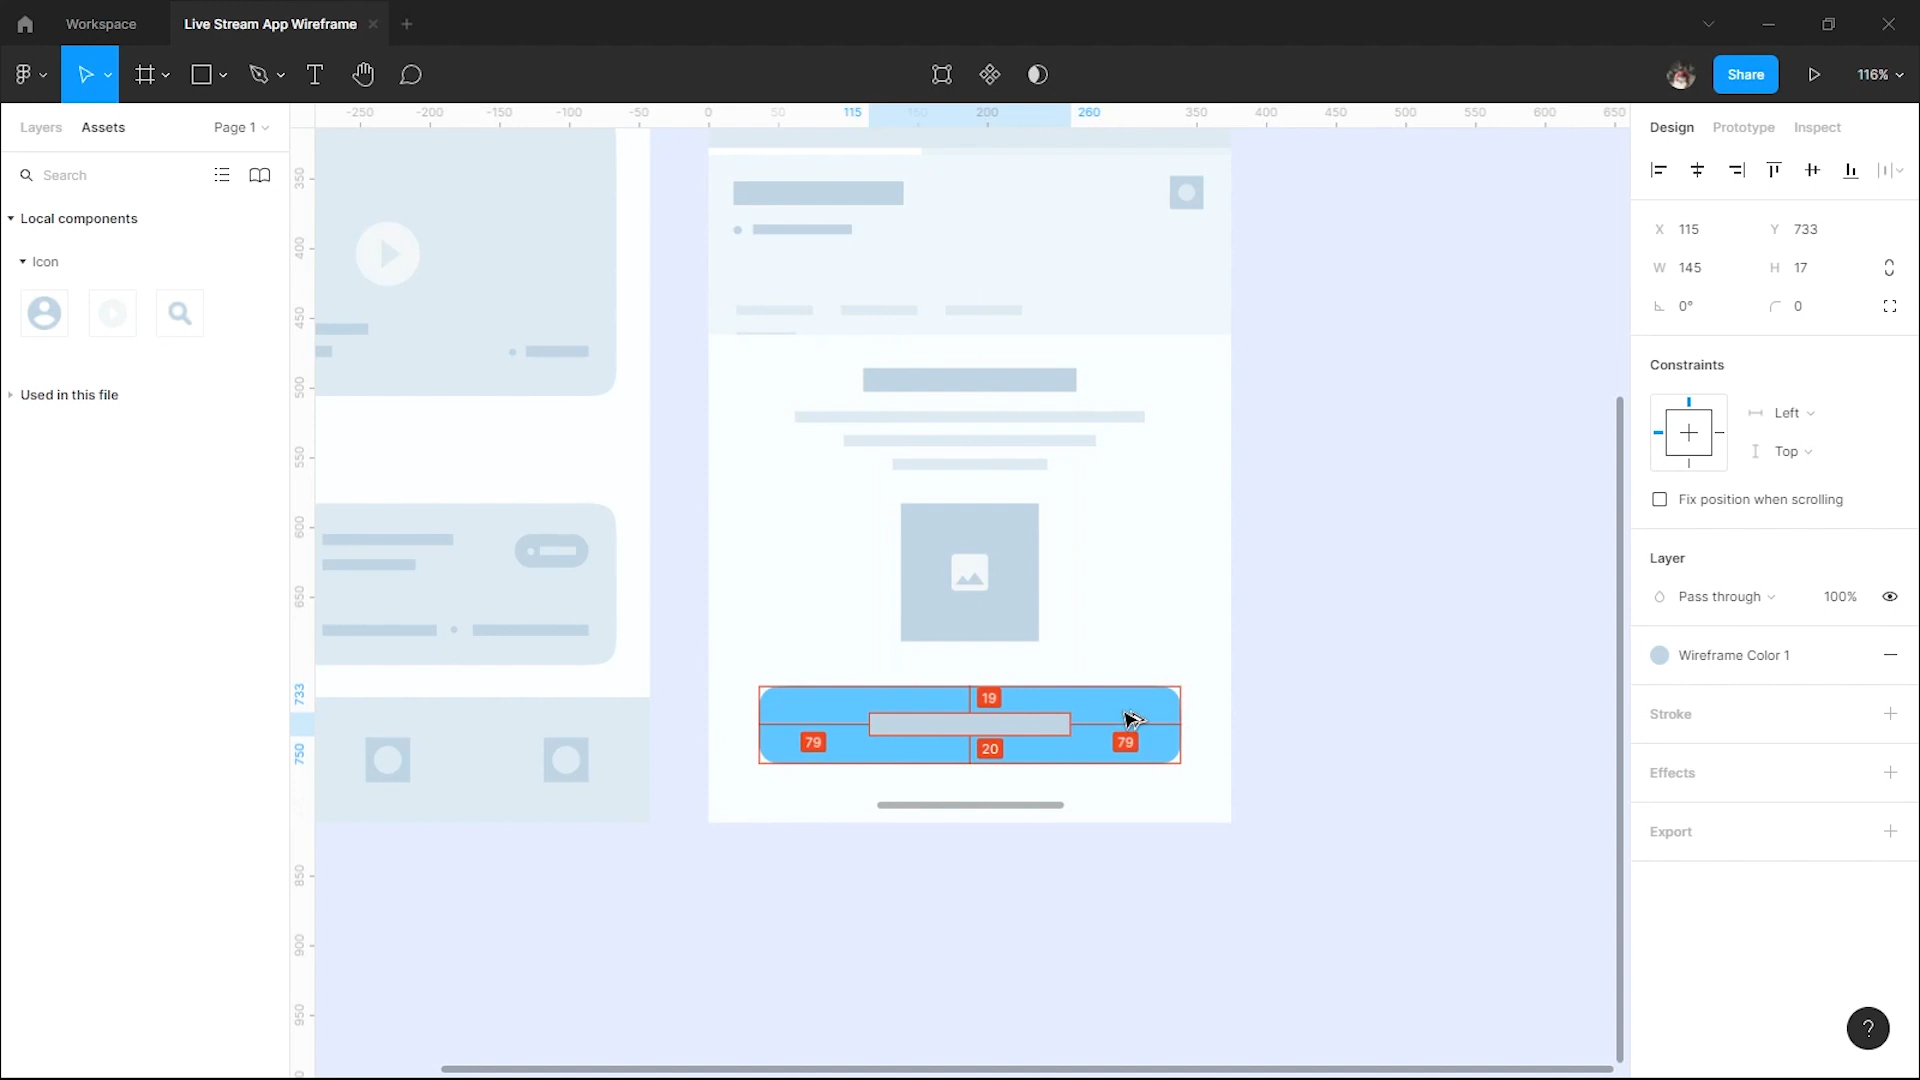 Workspace
Live Stream App Wireframe
Share
116%
Layers
Assets
Page 1
-250
-200
-150
-100
-50
0
50
115
150
200
260
350
400
450
500
550
600
650
Design
Prototype
Inspect
Search
Local components
Icon
Used in this file
350
400
450
500
550
600
650
733
750
850
900
950
19
79
20
79
X 115
Y 733
W 145
H 17
0°
0
Constraints
Left
Top
Fix position when scrolling
Layer
Pass through
100%
Wireframe Color 1
Stroke
Effects
Export
?